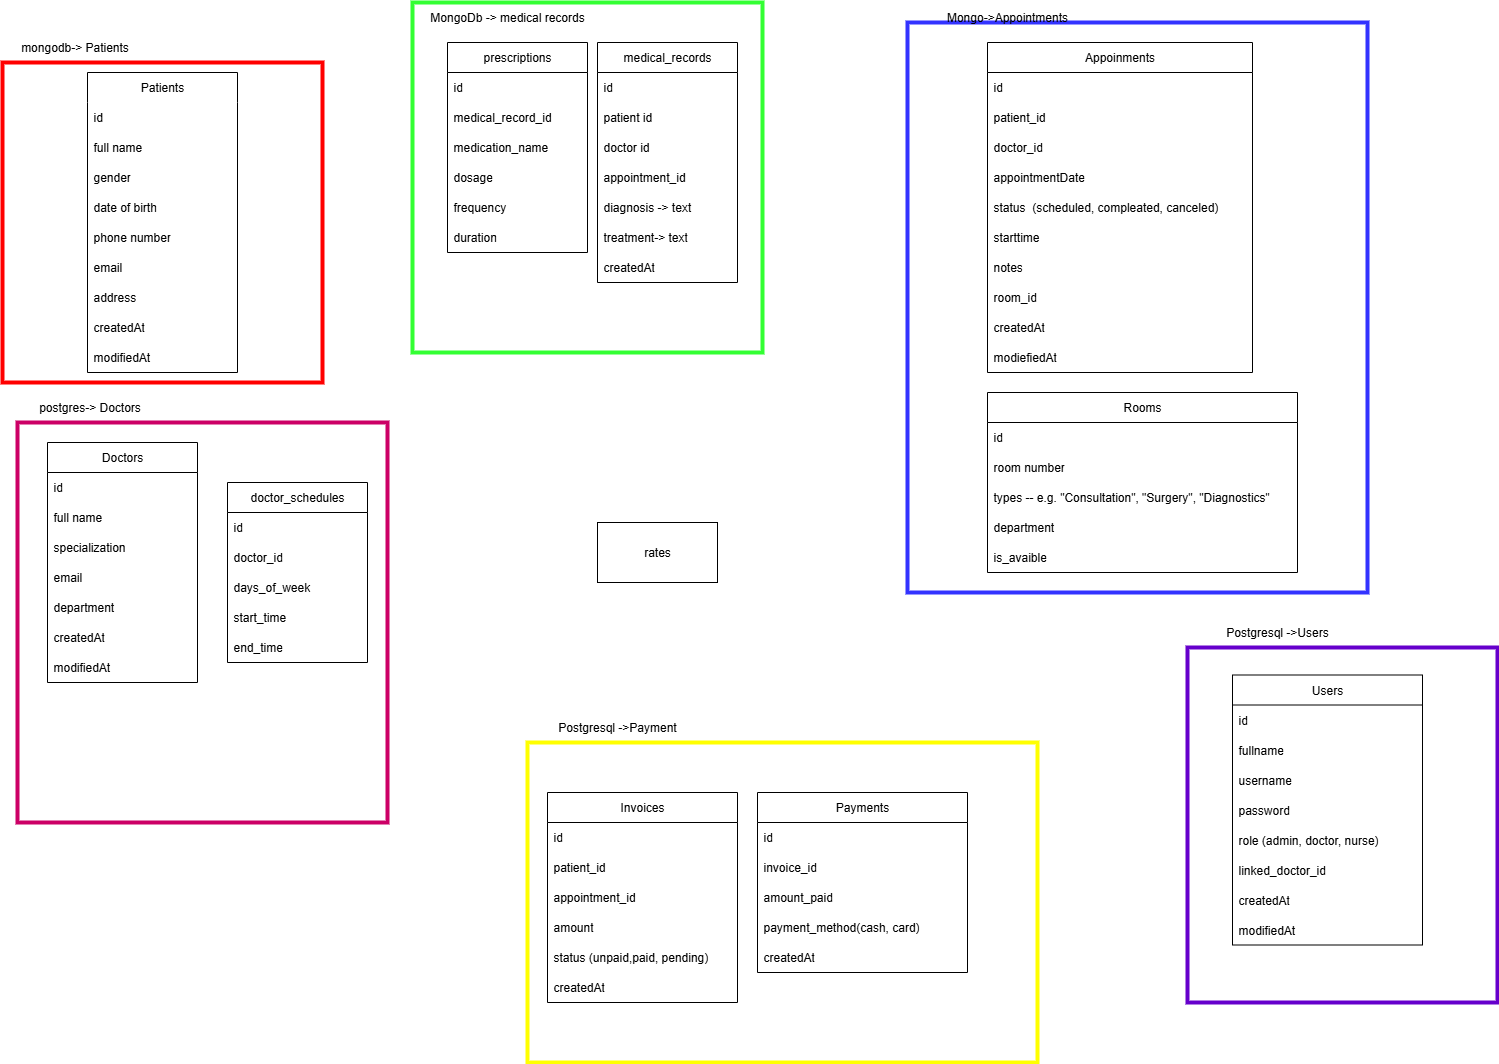 mongodb-> Patients
Patients
id
full name
gender
date of birth
phone number
email
address
createdAt
modifiedAt
MongoDb -> medical records
prescriptions
id
medical_record_id
medication_name
dosage
frequency
duration
medical_records
id
patient id
doctor id
appointment_id
diagnosis -> text
treatment-> text
createdAt
Mongo->Appointments
Appoinments
id
patient_id
doctor_id
appointmentDate
status  (scheduled, compleated, canceled)
starttime
notes
room_id
createdAt
modiefiedAt
Rooms
id
room number
types -- e.g. "Consultation", "Surgery", "Diagnostics"
department
is_avaible
postgres-> Doctors
Doctors
id
full name
specialization
email
department
createdAt
modifiedAt
doctor_schedules
id
doctor_id
days_of_week
start_time
end_time
rates
Postgresql ->Payment
Invoices
id
patient_id
appointment_id
amount
status (unpaid,paid, pending)
createdAt
Payments
id
invoice_id
amount_paid
payment_method(cash, card)
createdAt
Postgresql ->Users
Users
id
fullname
username
password
role (admin, doctor, nurse)
linked_doctor_id
createdAt
modifiedAt